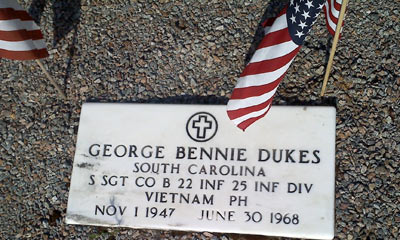 GEORGE BENNIE DUKES
SOUTH CAROLINA
S SGT CO B 22 INF 25 INF DIV
VIETNAM PH
NOV 1 1947 JUNE 30 1968